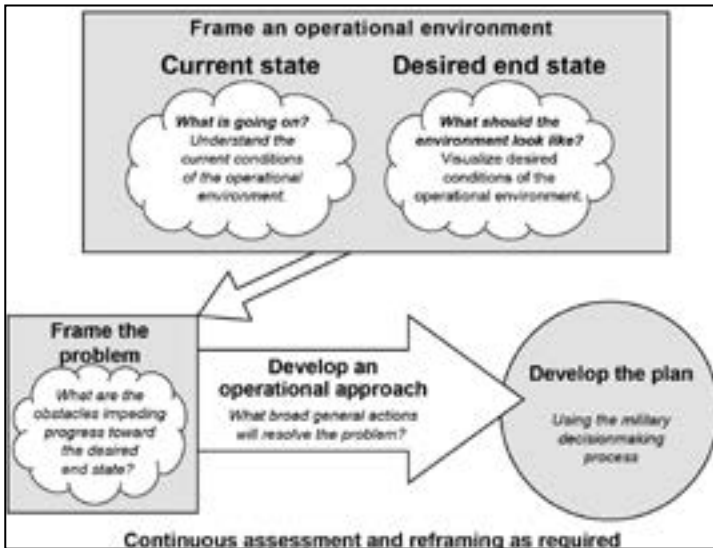 Frame an operational environment
Current state
What is going on?
Understand the
current conditions
of the operational
environment.
Desired end state
What should the
environment look like?
Visualize desired
conditions of the
operational environment.
Frame the
problem
What are the
obstacles impeding
progress toward
the desired
end state?
Develop an
operational approach
What broad general actions
will resolve the problem?
Develop the plan
Using the military
decisionmaking
process
Continuous assessment and reframing as required